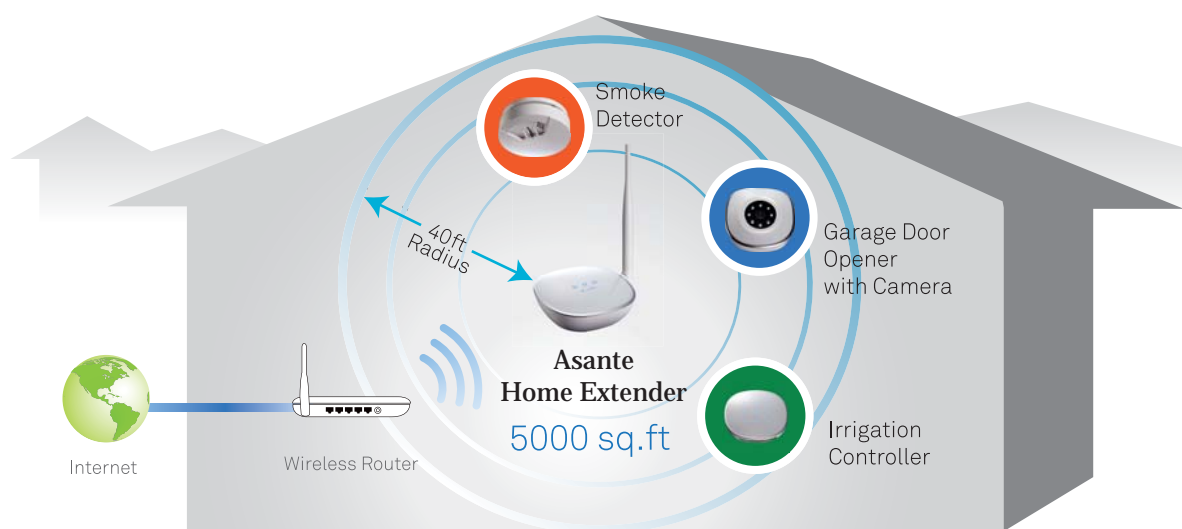 Smoke
Detector
40ft
Radius
Garage Door
Opener
with Camera
Asante
Home Extender
5000 sq.ft
Irrigation
Controller
Internet
Wireless Router